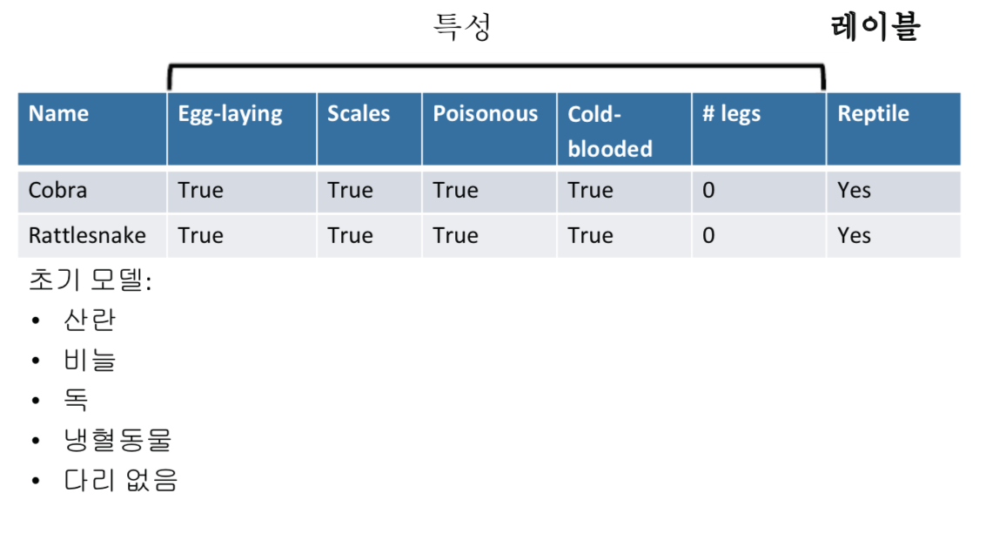 특성 레이블
Name Egg-laying Scales Poisonous Cold-blooded # legs Reptile
Cobra True True True True 0 Yes
Rattlesnake True True True True 0 Yes
초기 모델:
• 산란
• 비늘
• 독
• 냉혈동물
• 다리 없음